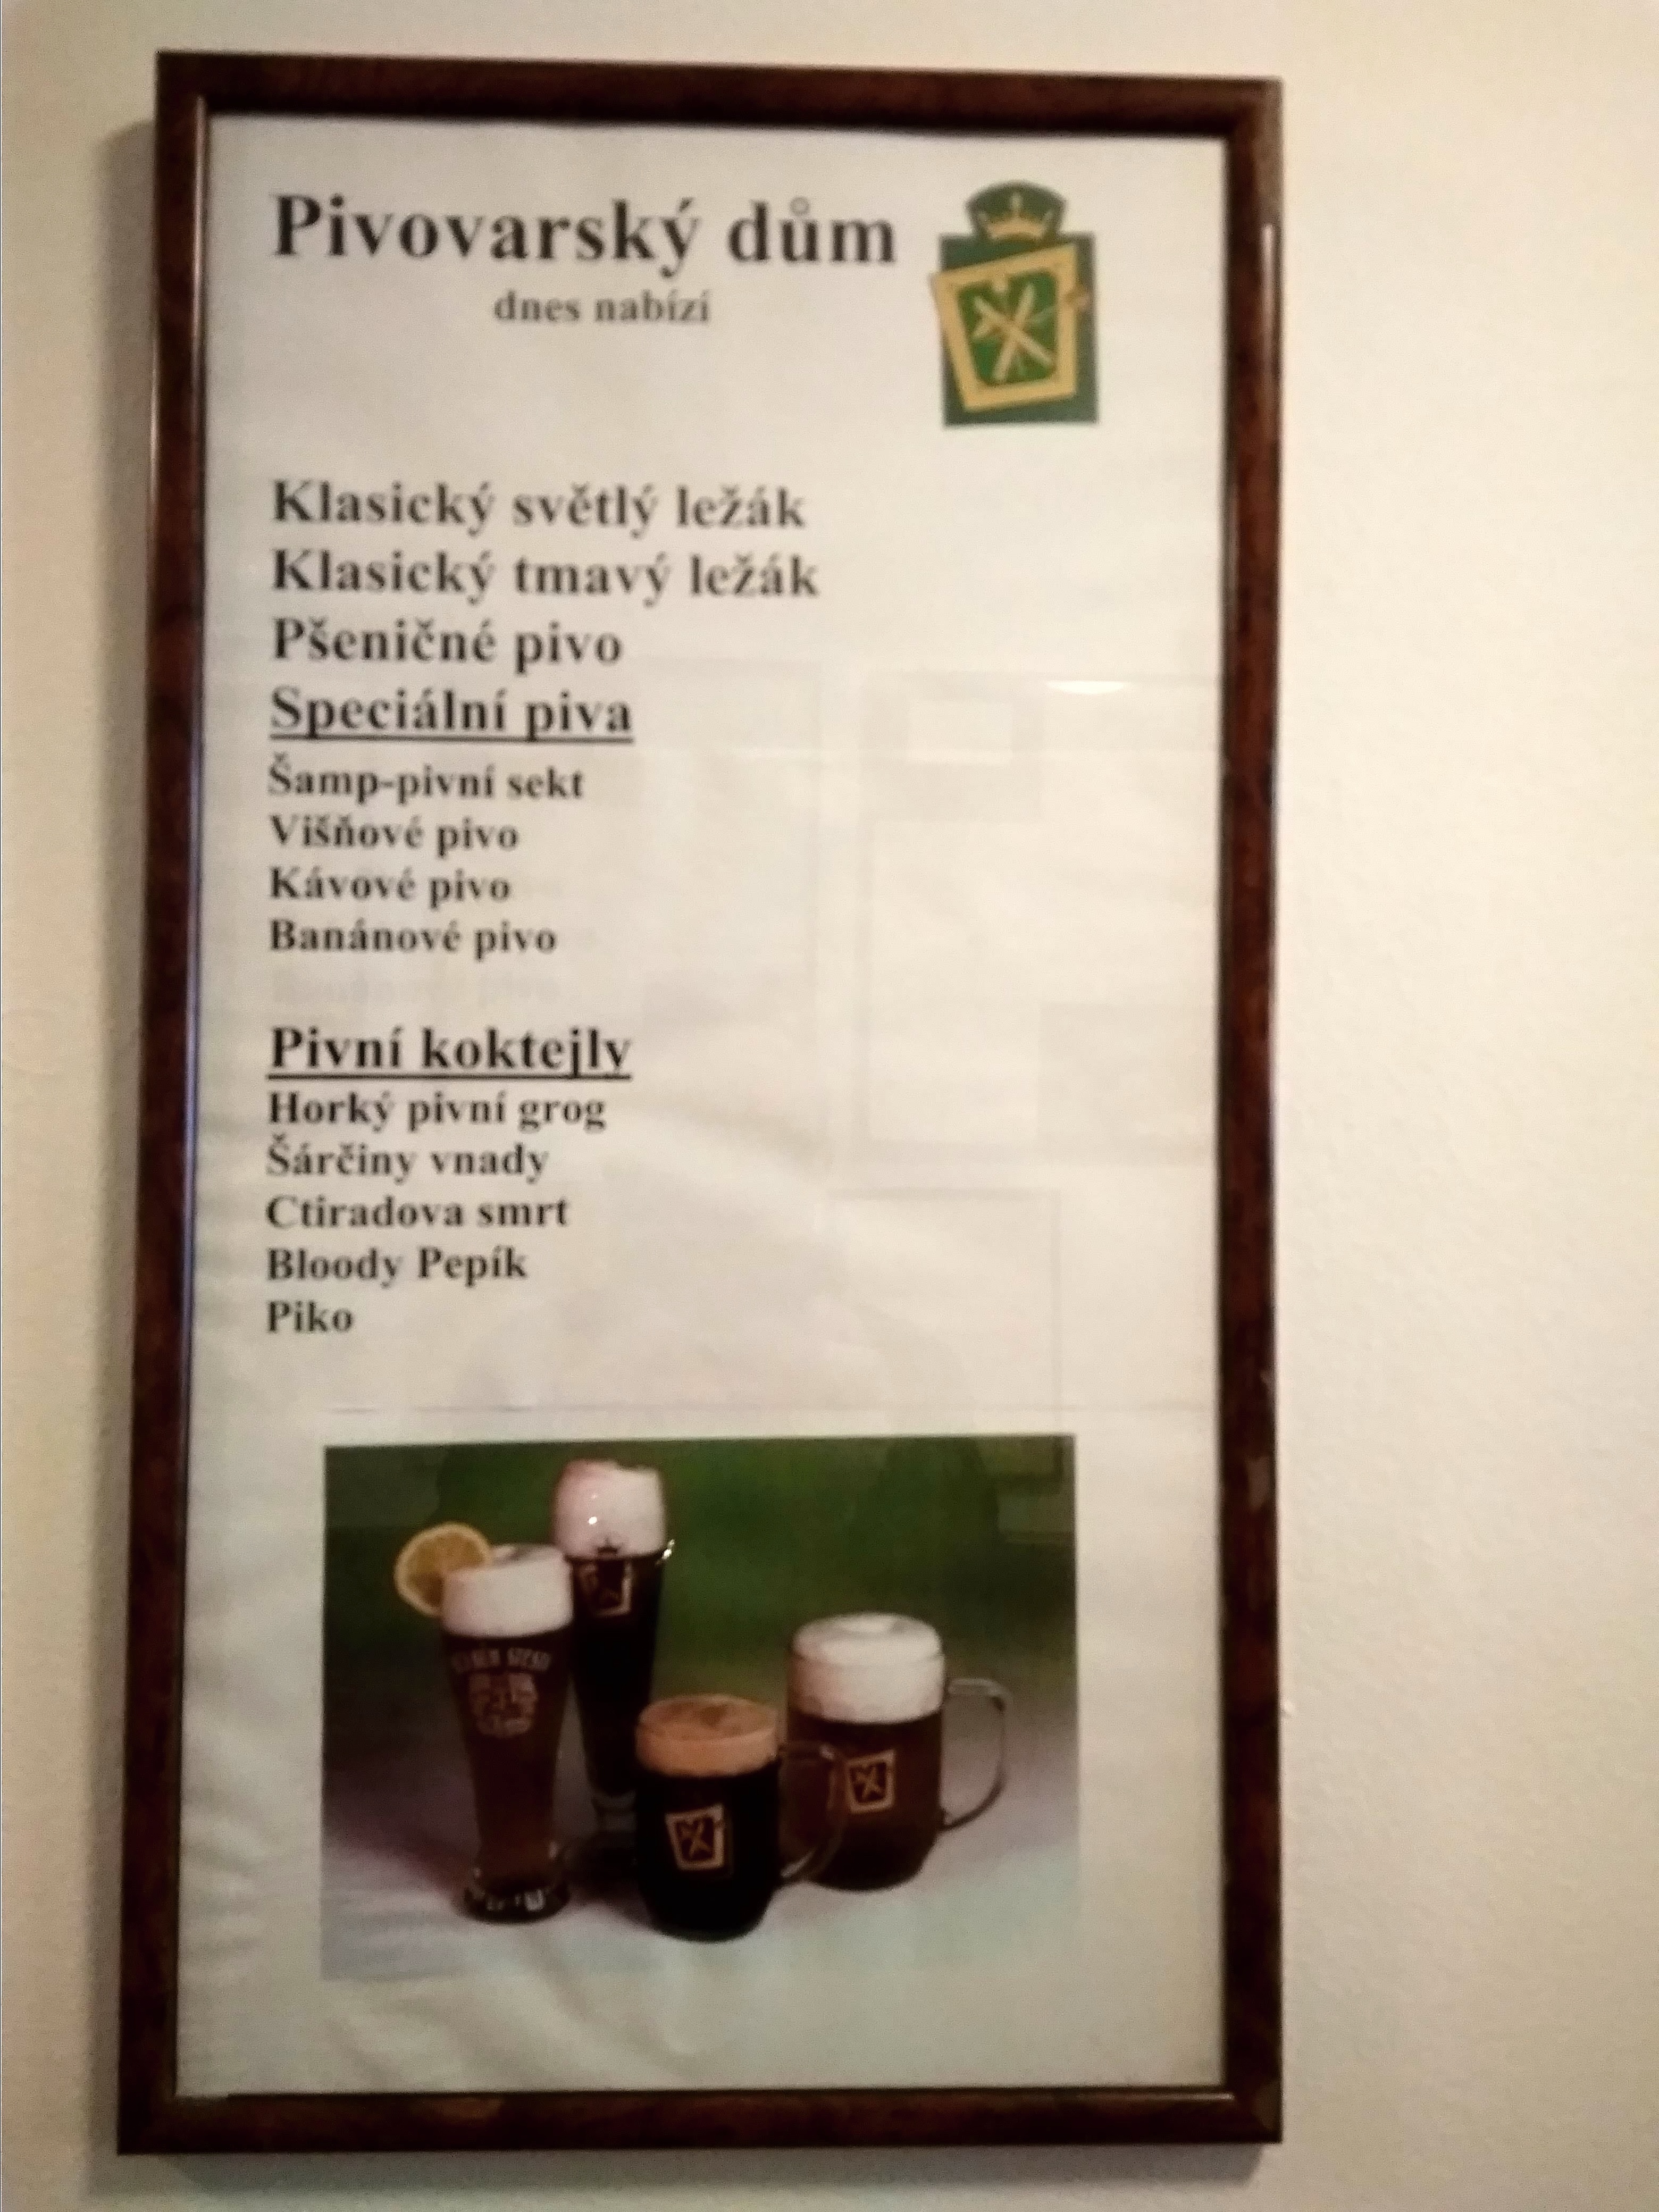 Pivovarský dům
dnes nabízí
Klasický světlý ležák
Klasický tmavý ležák
Pšeničné pivo
Speciální piva
Šamp-pivní sekt
Višňové pivo
Kávové pivo
Banánové pivo
Pivní koktejly
Horký pivní grog
Šárčiny vnady
Ctiradova smrt
Bloody Pepík
Piko